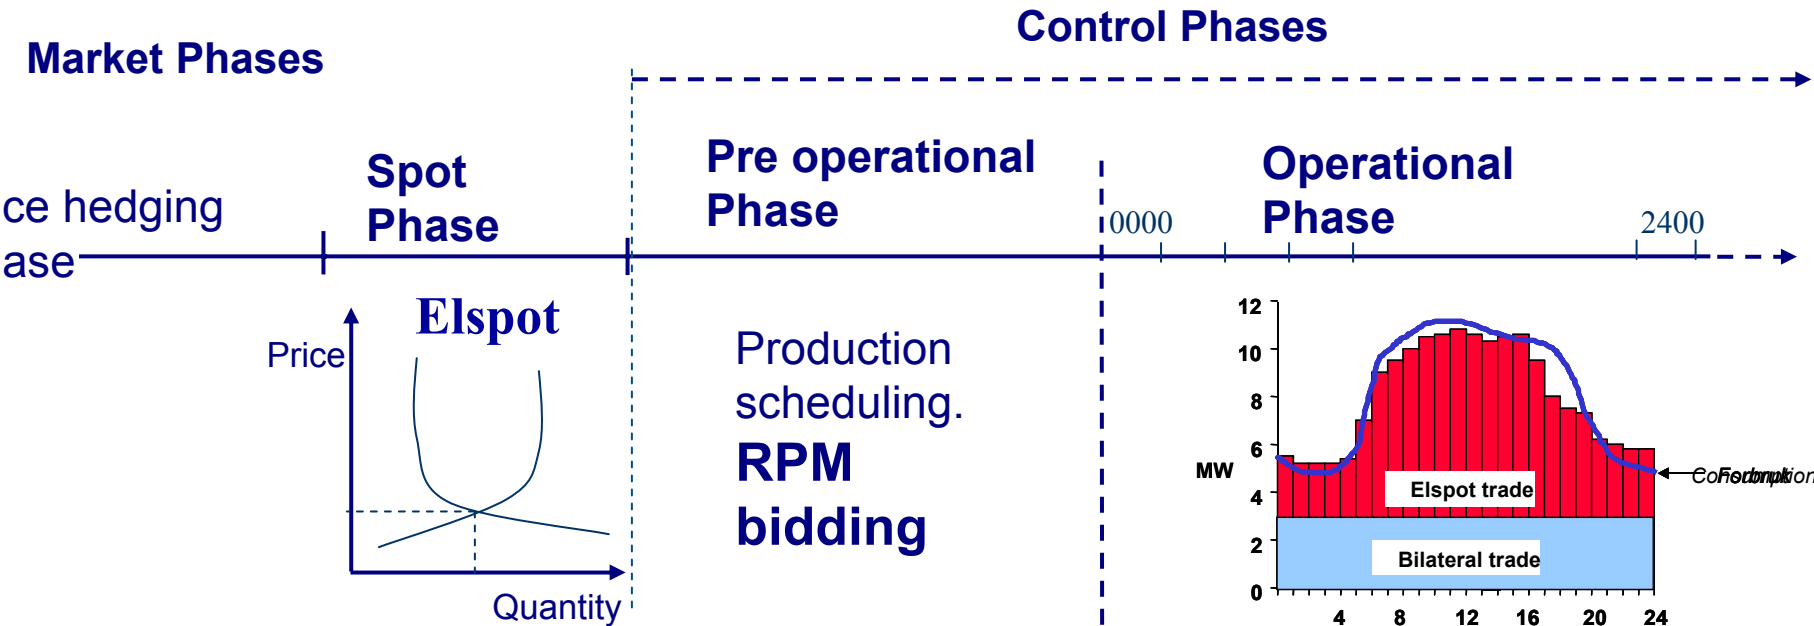 Control Phases
Market Phases
ce hedging
ase
Spot
Phase
Pre operational
Phase
Operational
Phase
0000
2400
Elspot
Price
Quantity
Production
scheduling.
RPM
bidding
12
10
8
6
4
2
0
MW
Elspot trade
Bilateral trade
4 8 12 16 20 24